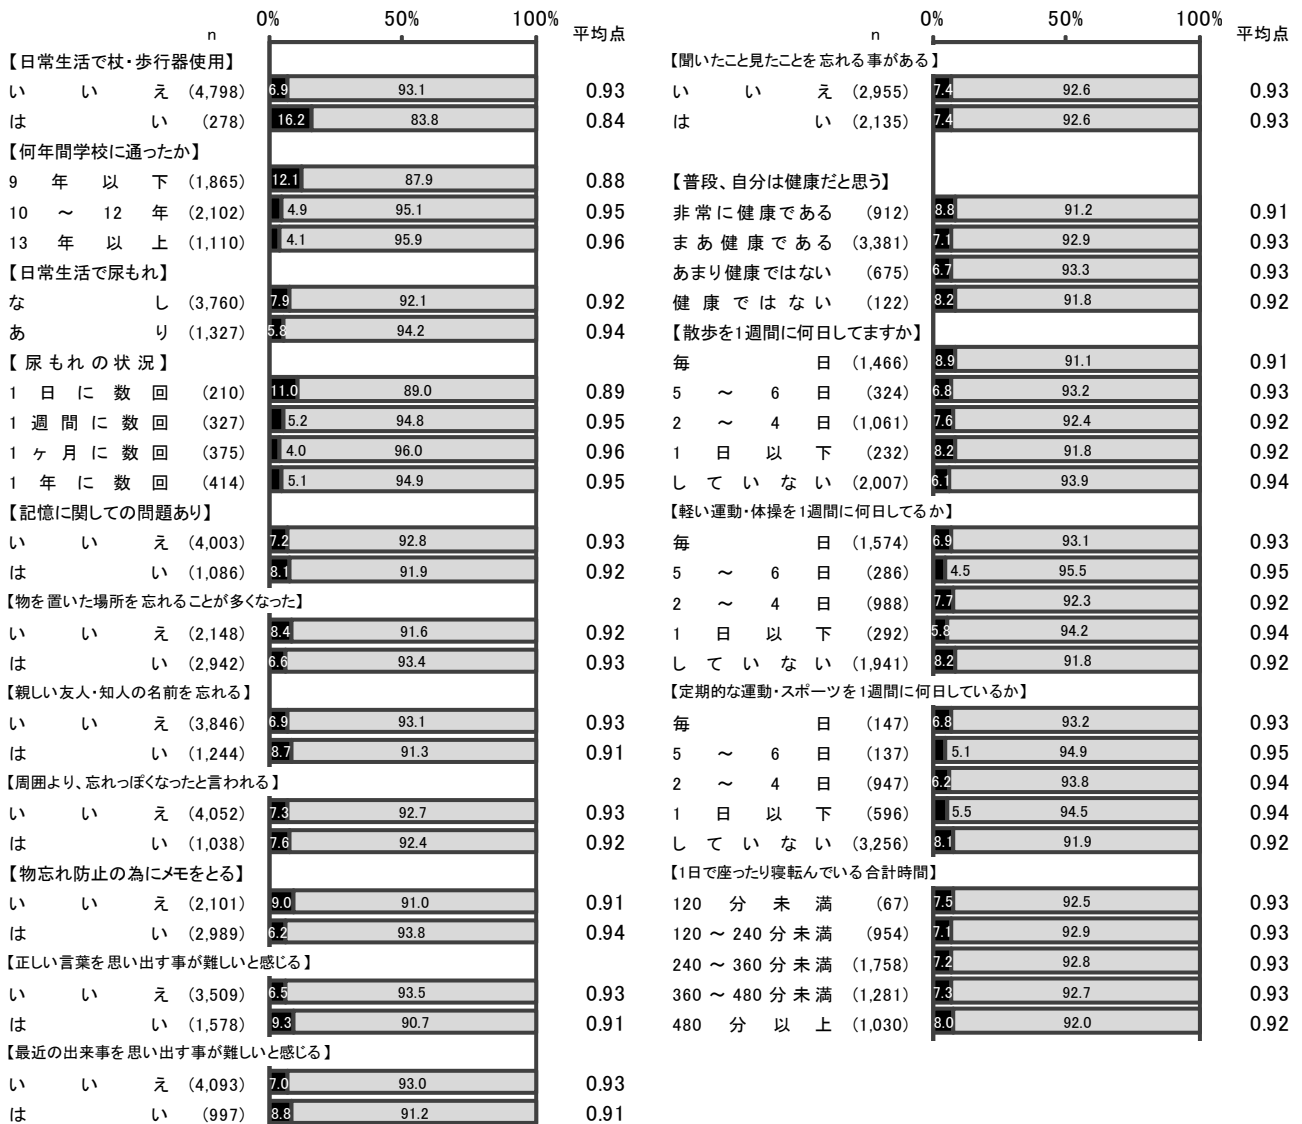 0% 50% 100%
n 平均点
【日常生活で杖・歩行器使用】
いいえ (4,798) 6.9 93.1 0.93
はい (278) 16.2 83.8 0.84
【何年間学校に通ったか】
9年以下 (1,865) 12.1 87.9 0.88
10～12年 (2,102) 4.9 95.1 0.95
13年以上 (1,110) 4.1 95.9 0.96
【日常生活で尿もれ】
なし (3,760) 7.9 92.1 0.92
あり (1,327) 5.8 94.2 0.94
【尿もれの状況】
1日に数回 (210) 11.0 89.0 0.89
1週間に数回 (327) 5.2 94.8 0.95
1ヶ月に数回 (375) 4.0 96.0 0.96
1年に数回 (414) 5.1 94.9 0.95
【記憶に関しての問題あり】
いいえ (4,003) 7.2 92.8 0.93
はい (1,086) 8.1 91.9 0.92
【物を置いた場所を忘れることが多くなった】
いいえ (2,148) 8.4 91.6 0.92
はい (2,942) 6.6 93.4 0.93
【親しい友人・知人の名前を忘れる】
いいえ (3,846) 6.9 93.1 0.93
はい (1,244) 8.7 91.3 0.91
【周囲より、忘れっぽくなったと言われる】
いいえ (4,052) 7.3 92.7 0.93
はい (1,038) 7.6 92.4 0.92
【物忘れ防止の為にメモをとる】
いいえ (2,101) 9.0 91.0 0.91
はい (2,989) 6.2 93.8 0.94
【正しい言葉を思い出す事が難しいと感じる】
いいえ (3,509) 6.5 93.5 0.93
はい (1,578) 9.3 90.7 0.91
【最近の出来事を思い出す事が難しいと感じる】
いいえ (4,093) 7.0 93.0 0.93
はい (997) 8.8 91.2 0.91
0% 50% 100%
n 平均点
【聞いたこと見たことを忘れる事がある】
いいえ (2,955) 7.4 92.6 0.93
はい (2,135) 7.4 92.6 0.93
【普段、自分は健康だと思う】
非常に健康である (912) 8.8 91.2 0.91
まあ健康である (3,381) 7.1 92.9 0.93
あまり健康ではない (675) 6.7 93.3 0.93
健康ではない (122) 8.2 91.8 0.92
【散歩を1週間に何日してますか】
毎日 (1,466) 8.9 91.1 0.91
5～6日 (324) 6.8 93.2 0.93
2～4日 (1,061) 7.6 92.4 0.92
1日以下 (232) 8.2 91.8 0.92
していない (2,007) 6.1 93.9 0.94
【軽い運動・体操を1週間に何日してるか】
毎日 (1,574) 6.9 93.1 0.93
5～6日 (286) 4.5 95.5 0.95
2～4日 (988) 7.7 92.3 0.92
1日以下 (292) 5.8 94.2 0.94
していない (1,941) 8.2 91.8 0.92
【定期的な運動・スポーツを1週間に何日しているか】
毎日 (147) 6.8 93.2 0.93
5～6日 (137) 5.1 94.9 0.95
2～4日 (947) 6.2 93.8 0.94
1日以下 (596) 5.5 94.5 0.94
していない (3,256) 8.1 91.9 0.92
【1日で座ったり寝転んでいる合計時間】
120分未満 (67) 7.5 92.5 0.93
120～240分未満 (954) 7.1 92.9 0.93
240～360分未満 (1,758) 7.2 92.8 0.93
360～480分未満 (1,281) 7.3 92.7 0.93
480分以上 (1,030) 8.0 92.0 0.92